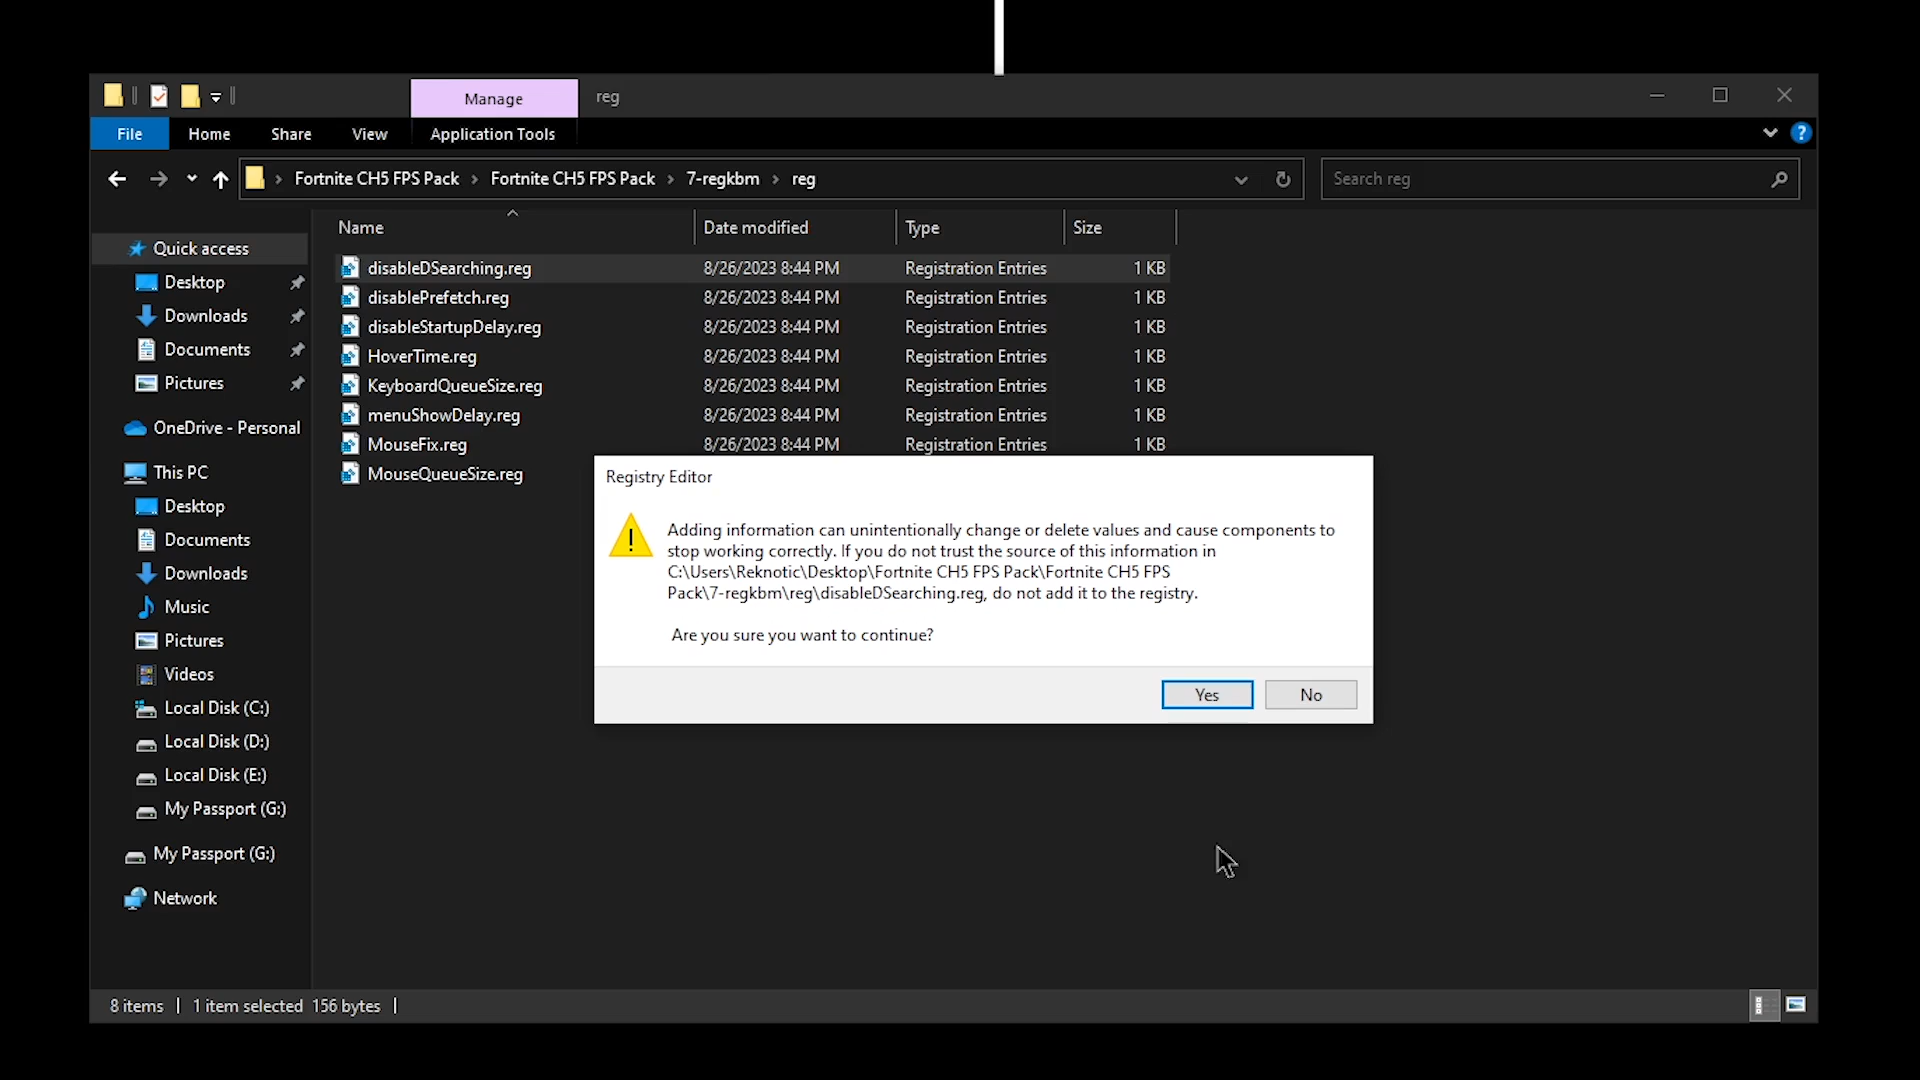 Manage
reg
File
Home
Share
View
Application Tools
?
Fortnite CH5 FPS Pack
Fortnite CH5 FPS Pack
7-regkbm
reg
Search reg
Name
Date modified
Type
Size
Quick access
Desktop
Downloads
Documents
Pictures
OneDrive - Personal
This PC
Desktop
Documents
Downloads
Music
Pictures
Videos
Local Disk (C:)
Local Disk (D:)
Local Disk (E:)
My Passport (G:)
My Passport (G:)
Network
disableDSearching.reg 8/26/2023 8:44 PM Registration Entries 1 KB
disablePrefetch.reg 8/26/2023 8:44 PM Registration Entries 1 KB
disableStartupDelay.reg 8/26/2023 8:44 PM Registration Entries 1 KB
HoverTime.reg 8/26/2023 8:44 PM Registration Entries 1 KB
KeyboardQueueSize.reg 8/26/2023 8:44 PM Registration Entries 1 KB
menuShowDelay.reg 8/26/2023 8:44 PM Registration Entries 1 KB
MouseFix.reg 8/26/2023 8:44 PM Registration Entries 1 KB
MouseQueueSize.reg
Registry Editor
Adding information can unintentionally change or delete values and cause components to
stop working correctly. If you do not trust the source of this information in
C:\Users\Reknotic\Desktop\Fortnite CH5 FPS Pack\Fortnite CH5 FPS
Pack\7-regkbm\reg\disableDSearching.reg, do not add it to the registry.
Are you sure you want to continue?
Yes
No
8 items
1 item selected 156 bytes